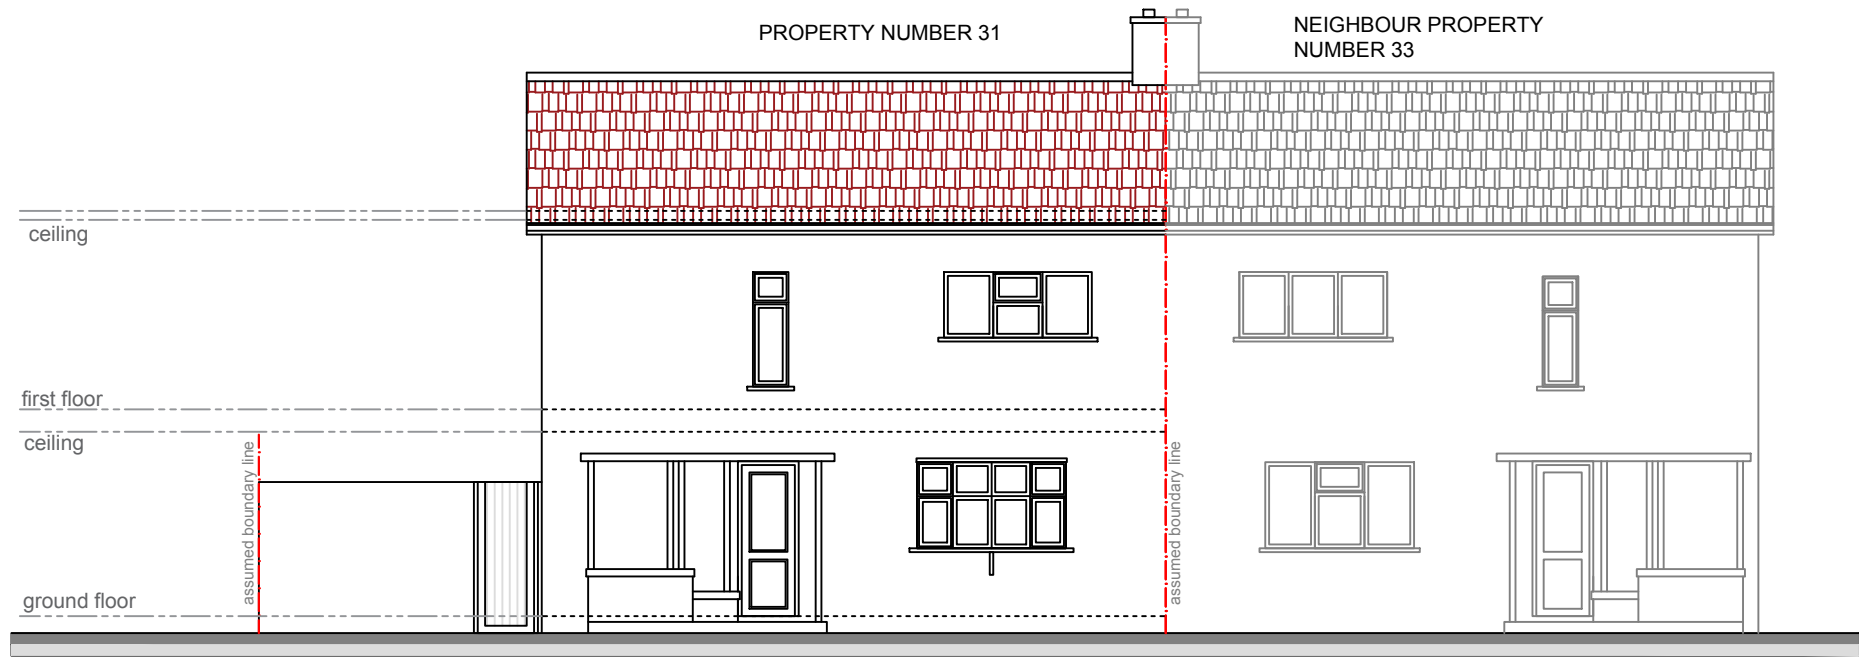 PROPERTY NUMBER 31
NEIGHBOUR PROPERTY
NUMBER 33
ceiling
first floor
ceiling
assumed boundary line
assumed boundary line
ground floor